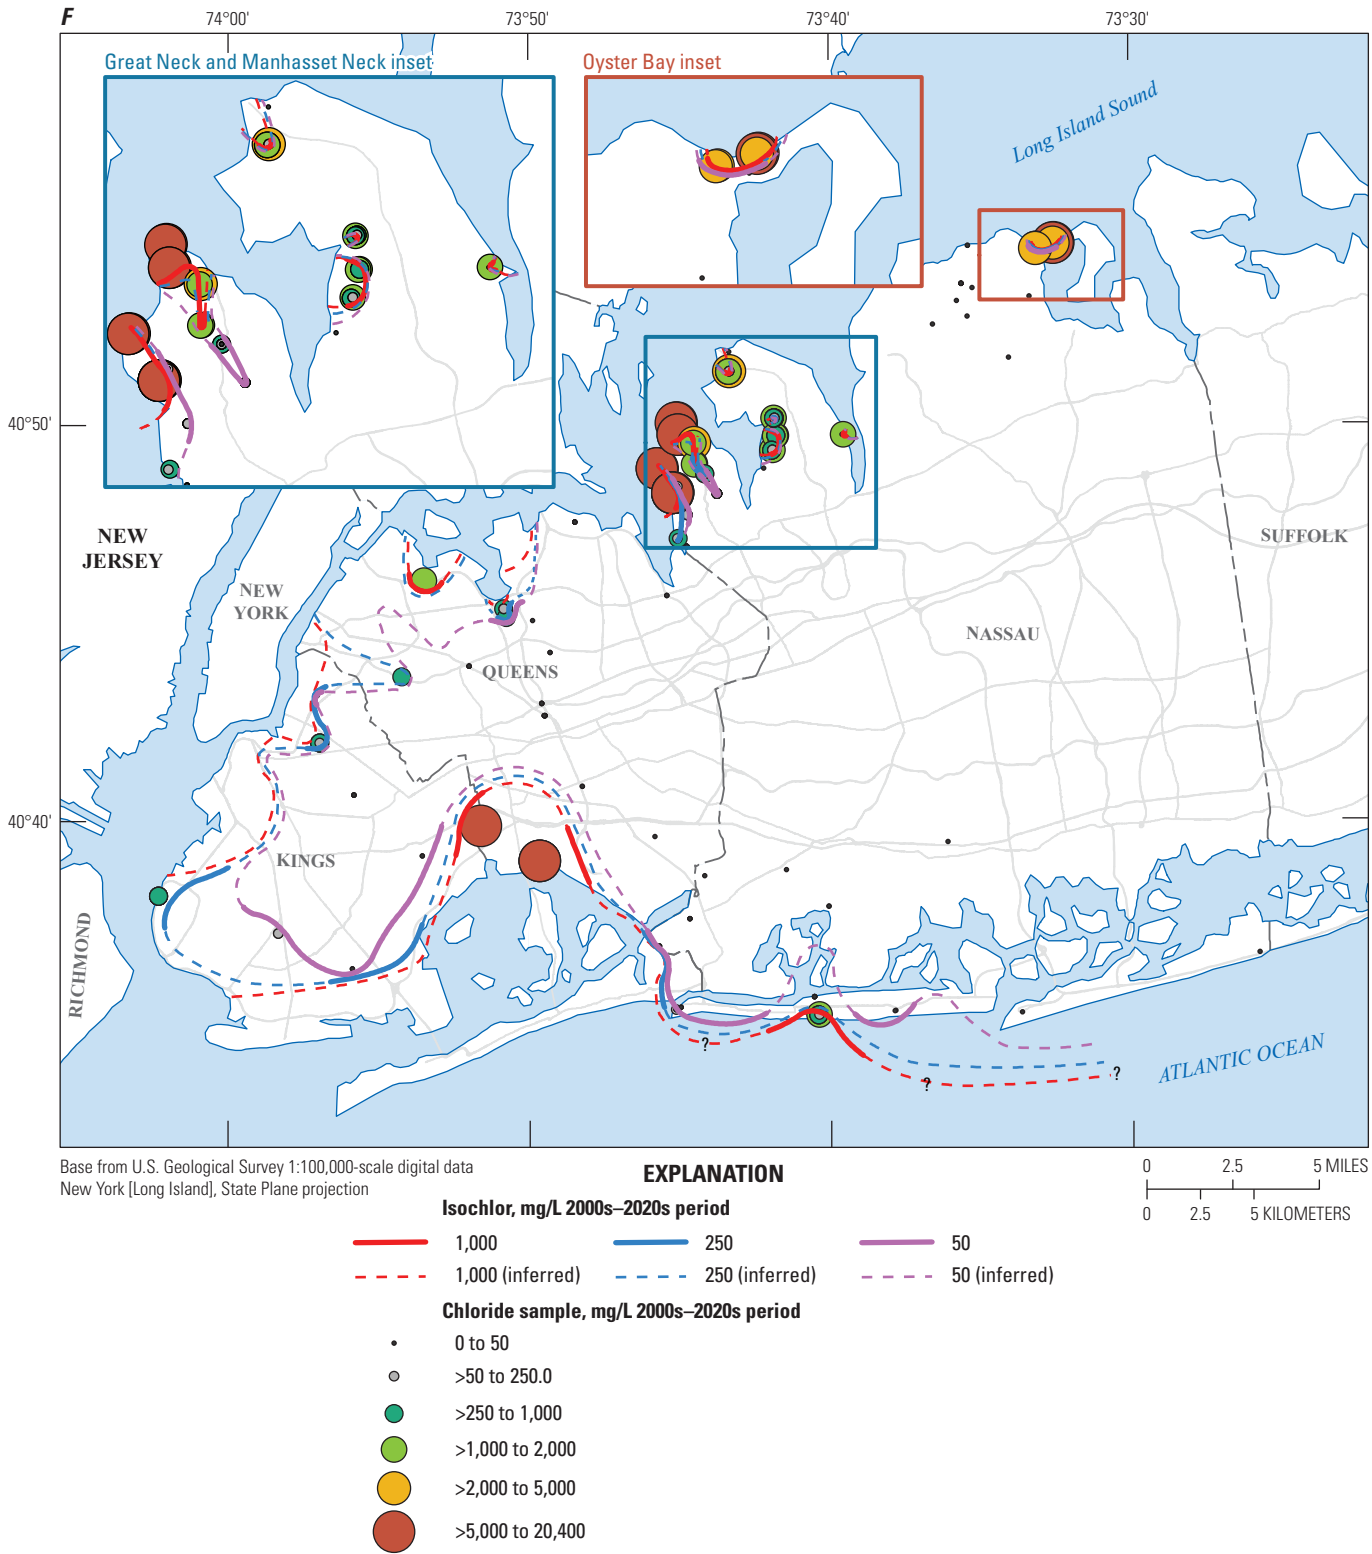 F
74°00'
73°50'
73°40'
73°30'
Great Neck and Manhasset Neck inset
Oyster Bay inset
Long Island Sound
40°50'
NEW
JERSEY
NEW
YORK
SUFFOLK
NASSAU
QUEENS
40°40'
KINGS
RICHMOND
?
?
?
ATLANTIC OCEAN
Base from U.S. Geological Survey 1:100,000-scale digital data
New York [Long Island], State Plane projection
0 2.5 5 MILES
0 2.5 5 KILOMETERS
EXPLANATION
Isochlor, mg/L 2000s–2020s period
1,000 250 50
1,000 (inferred) 250 (inferred) 50 (inferred)
Chloride sample, mg/L 2000s–2020s period
0 to 50
>50 to 250.0
>250 to 1,000
>1,000 to 2,000
>2,000 to 5,000
>5,000 to 20,400